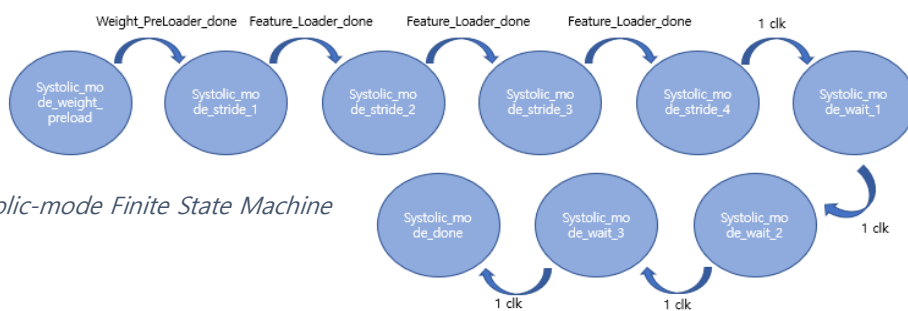 Weight_PreLoader_done
Feature_Loader_done
Feature_Loader_done
Feature_Loader_done
1 clk
Systolic_mo
de_weight_
preload
Systolic_mo
de_stride_1
Systolic_mo
de_stride_2
Systolic_mo
de_stride_3
Systolic_mo
de_stride_4
Systolic_mo
de_wait_1
olic-mode Finite State Machine
Systolic_mo
de_done
Systolic_mo
de_wait_3
Systolic_mo
de_wait_2
1 clk
1 clk
1 clk